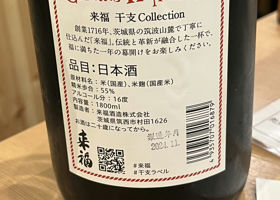 来福 干支Collection
創業1716年、茨城県の筑波山麓で丁寧に
仕込んだ「来福」。伝統と革新が融合した一杯で、
福に満ちた一年の幕開けをお楽しみください。
品目：日本酒
原材料名：米(国産)、米麹(国産米)
精米歩合：55%
アルコール分：16度
内容量：1800ml
製造者：来福酒造株式会社
茨城県筑西市村田1626
お酒は二十歳になってから。
製造年月
2024.11.
来福
#来福
#干支ラベル